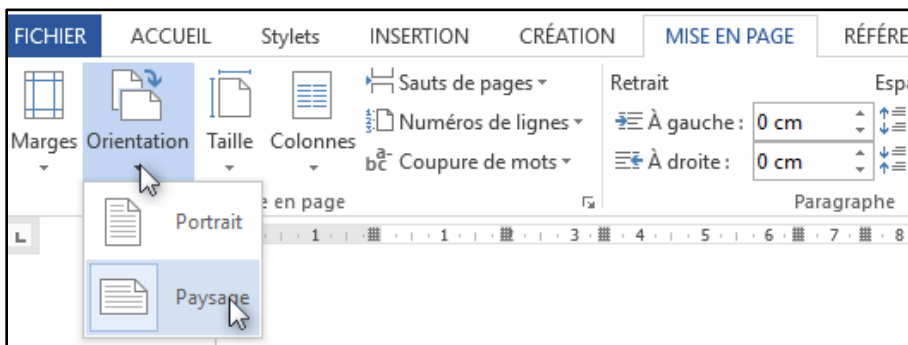 FICHIER ACCUEIL Stylets INSERTION CRÉATION MISE EN PAGE
Marges Orientation Taille Colonnes
Sauts de pages
Numéros de lignes
Coupure de mots
Retrait
À gauche : 0 cm
À droite : 0 cm
en page Paragraphe
Portrait
Paysage
1 1 3 4 5 6 7 8